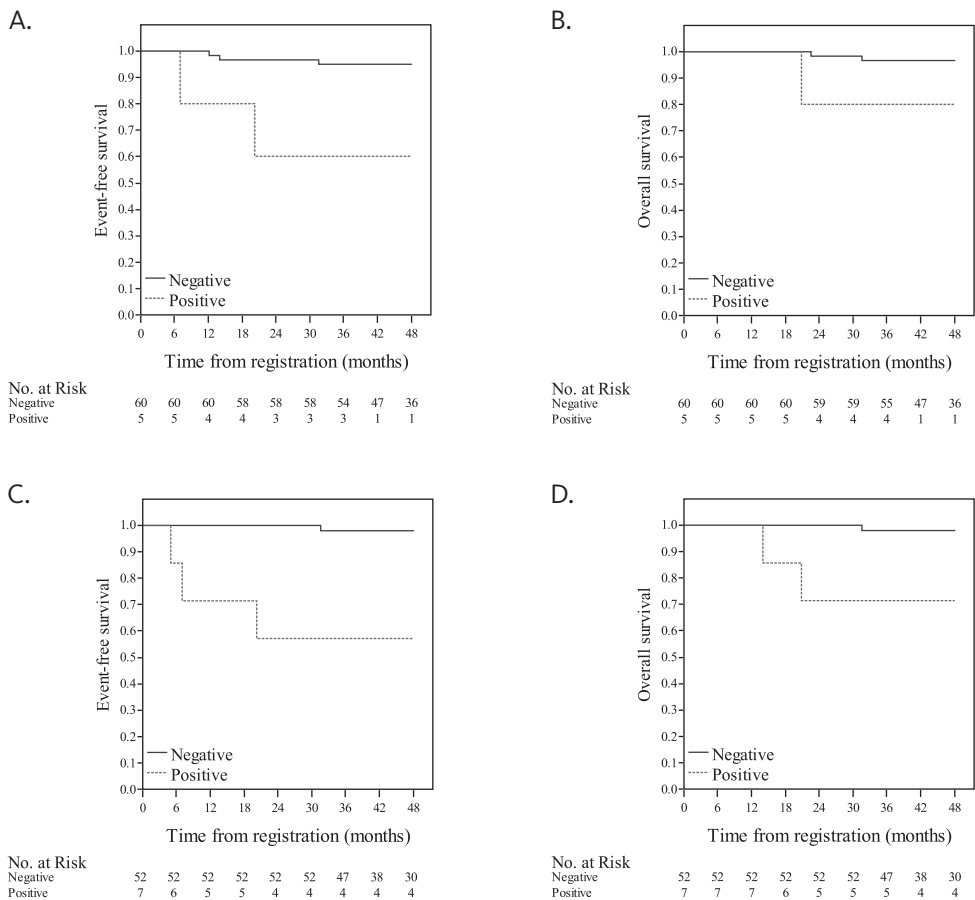 A.
1.0
0.9
0.8
0.7
0.6
0.5
0.4
0.3
0.2
0.1
0.0
Event-free survival
Negative
Positive
0 6 12 18 24 30 36 42 48
Time from registration (months)
No. at Risk
Negative 60 60 60 58 58 58 54 47 36
Positive 5 5 4 4 3 3 3 1 1
B.
1.0
0.9
0.8
0.7
0.6
0.5
0.4
0.3
0.2
0.1
0.0
Overall survival
Negative
Positive
0 6 12 18 24 30 36 42 48
Time from registration (months)
No. at Risk
Negative 60 60 60 60 59 59 55 47 36
Positive 5 5 5 5 4 4 4 1 1
C.
1.0
0.9
0.8
0.7
0.6
0.5
0.4
0.3
0.2
0.1
0.0
Event-free survival
Negative
Positive
0 6 12 18 24 30 36 42 48
Time from registration (months)
No. at Risk
Negative 52 52 52 52 52 52 47 38 30
Positive 7 6 5 5 4 4 4 4 4
D.
1.0
0.9
0.8
0.7
0.6
0.5
0.4
0.3
0.2
0.1
0.0
Overall survival
Negative
Positive
0 6 12 18 24 30 36 42 48
Time from registration (months)
No. at Risk
Negative 52 52 52 52 52 52 47 38 30
Positive 7 7 7 6 5 5 5 4 4